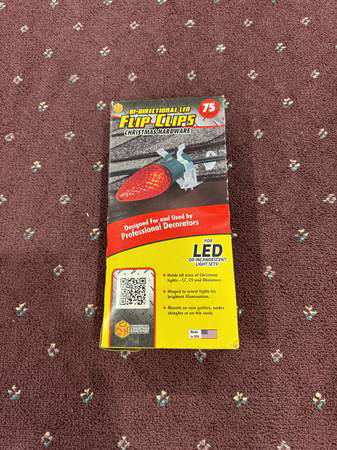 BI-DIRECTIONAL LED
75
FLIP CLIPS
CHRISTMAS HARDWARE
Designed For and Used by
Professional Decorators
FOR
LED
OR INCANDESCENT
LIGHT SETS!
• Holds all sizes of Christmas
lights - C7, C9 and Miniature.
• Hinged to orient lights for
brightest illumination.
• Mounts on rain gutters, under
shingles or on tile roofs.
Made
in USA